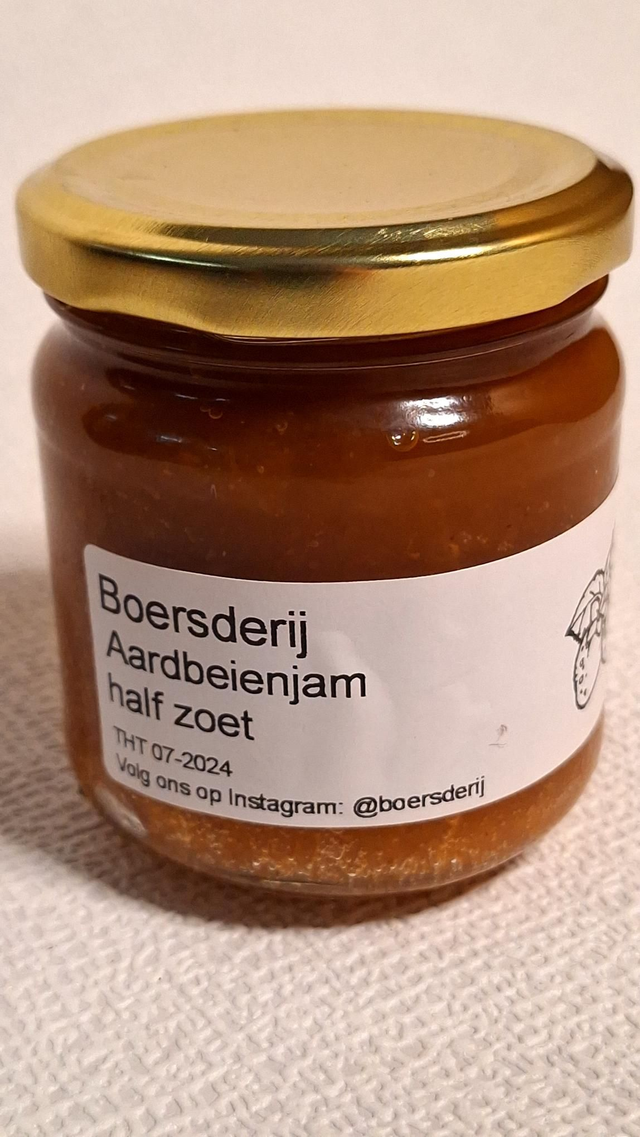 Boersderij
Aardbeienjam
half zoet
THT 07-2024
Volg ons op Instagram: @boersderij